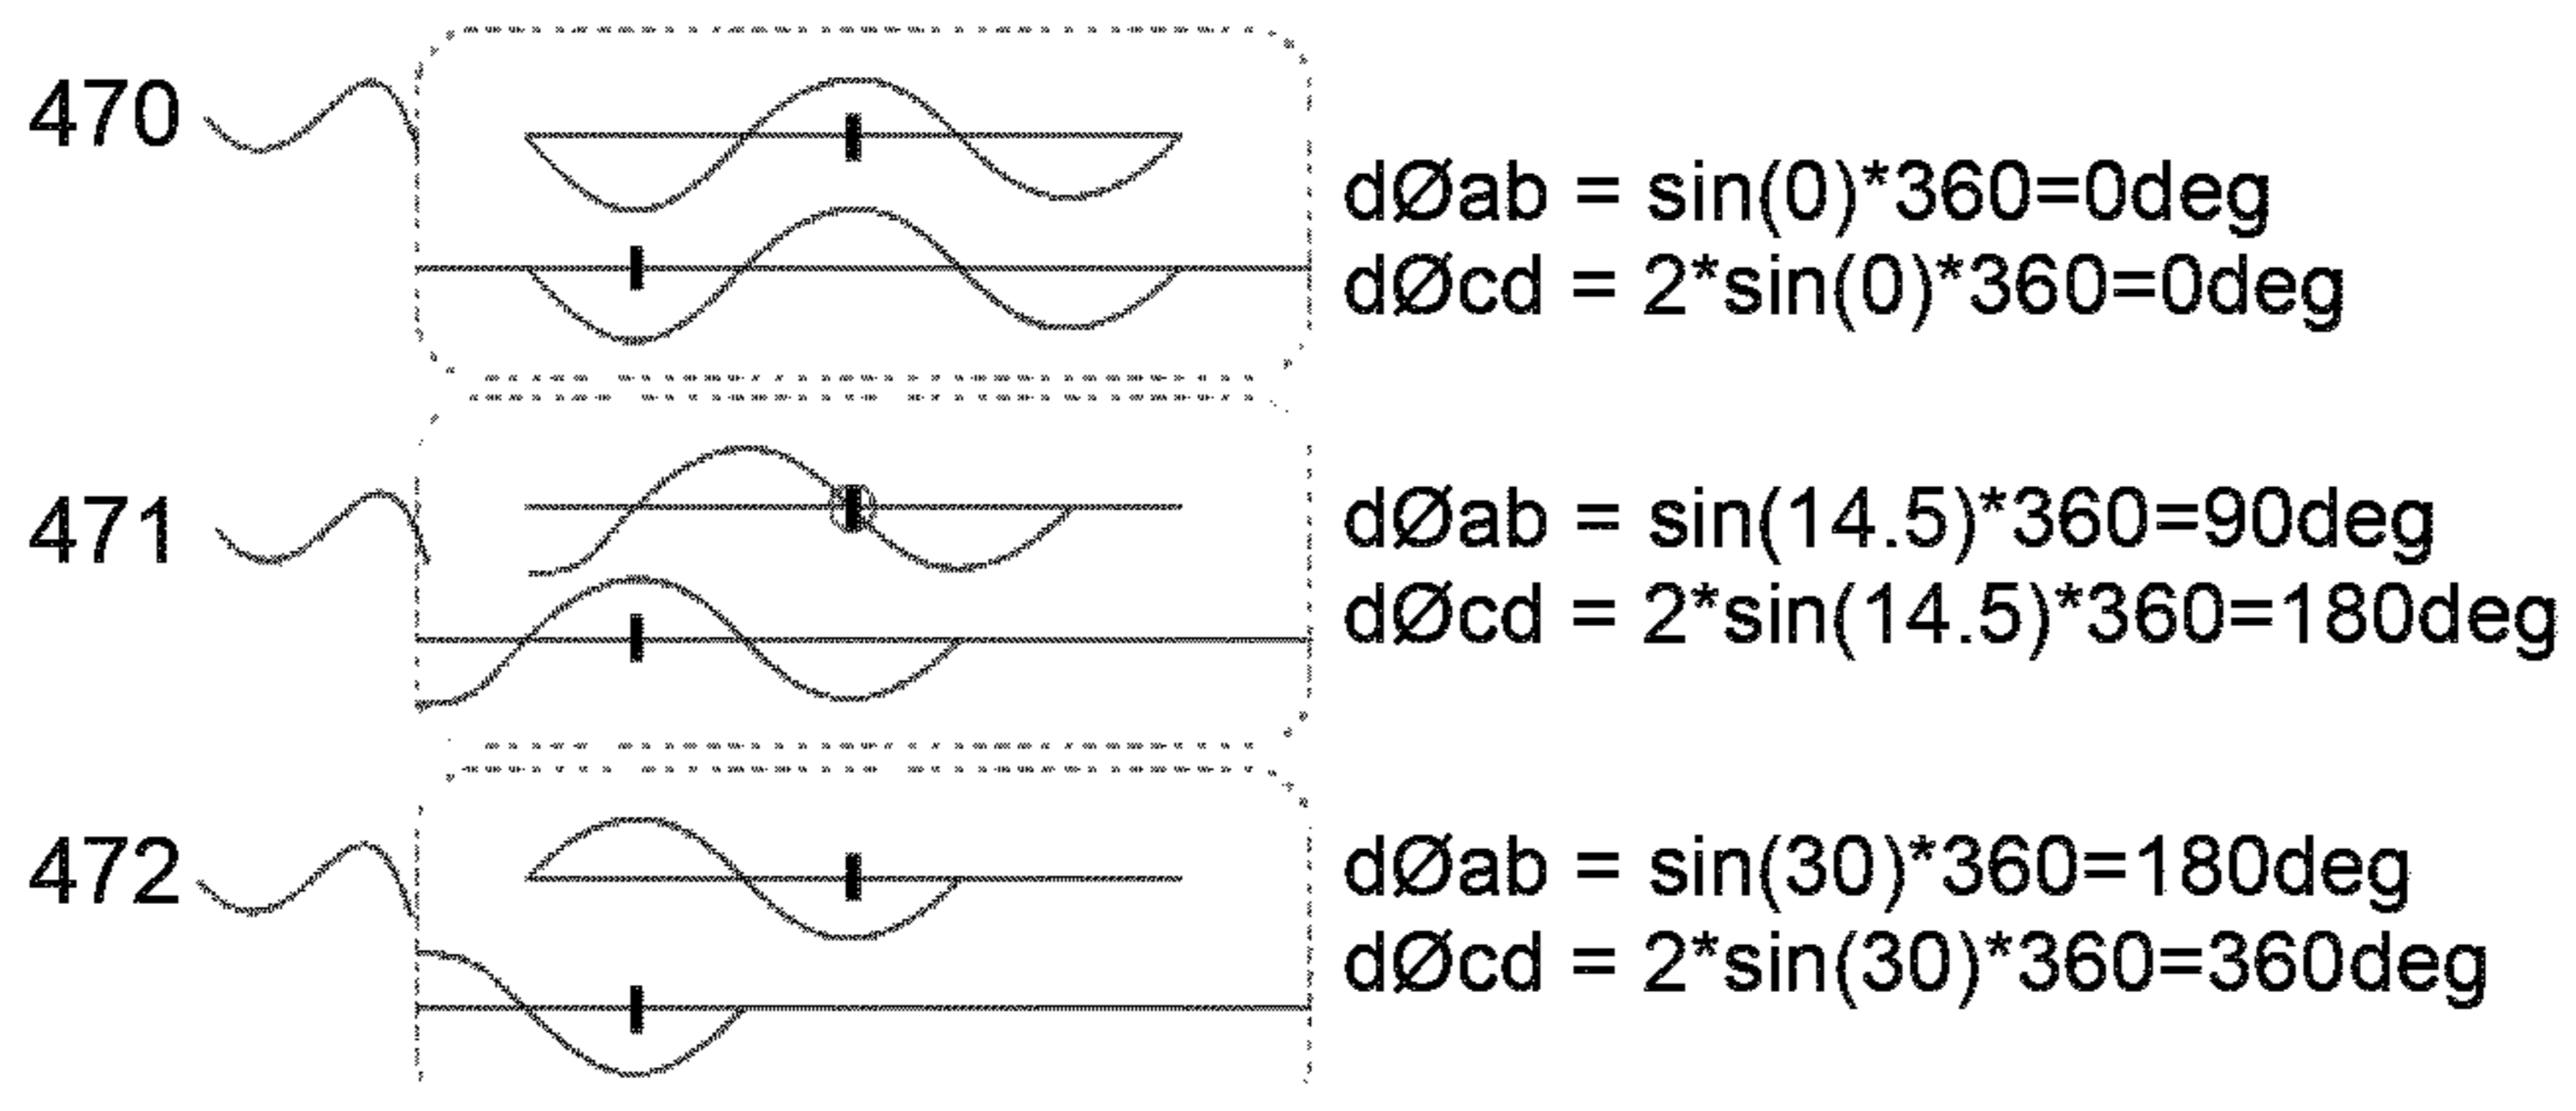 470
dØab = sin(0)*360=0deg
dØcd = 2*sin(0)*360=0deg
471
dØab = sin(14.5)*360=90deg
dØcd = 2*sin(14.5)*360=180deg
472
dØab = sin(30)*360=180deg
dØcd = 2*sin(30)*360=360deg